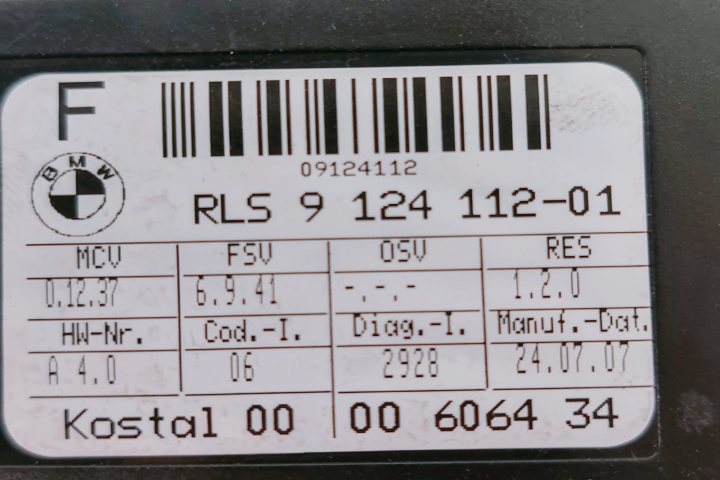 F
09124112
BMW
RLS 9 124 112-01
MCV FSV OSV RES
0.12.37 6.9.41 -.-.- 1.2.0
HW-Nr. Cod.-I. Diag.-I. Manuf.-Dat.
A 4.0 06 2928 24.07.07
Kostal 00 00 6064 34